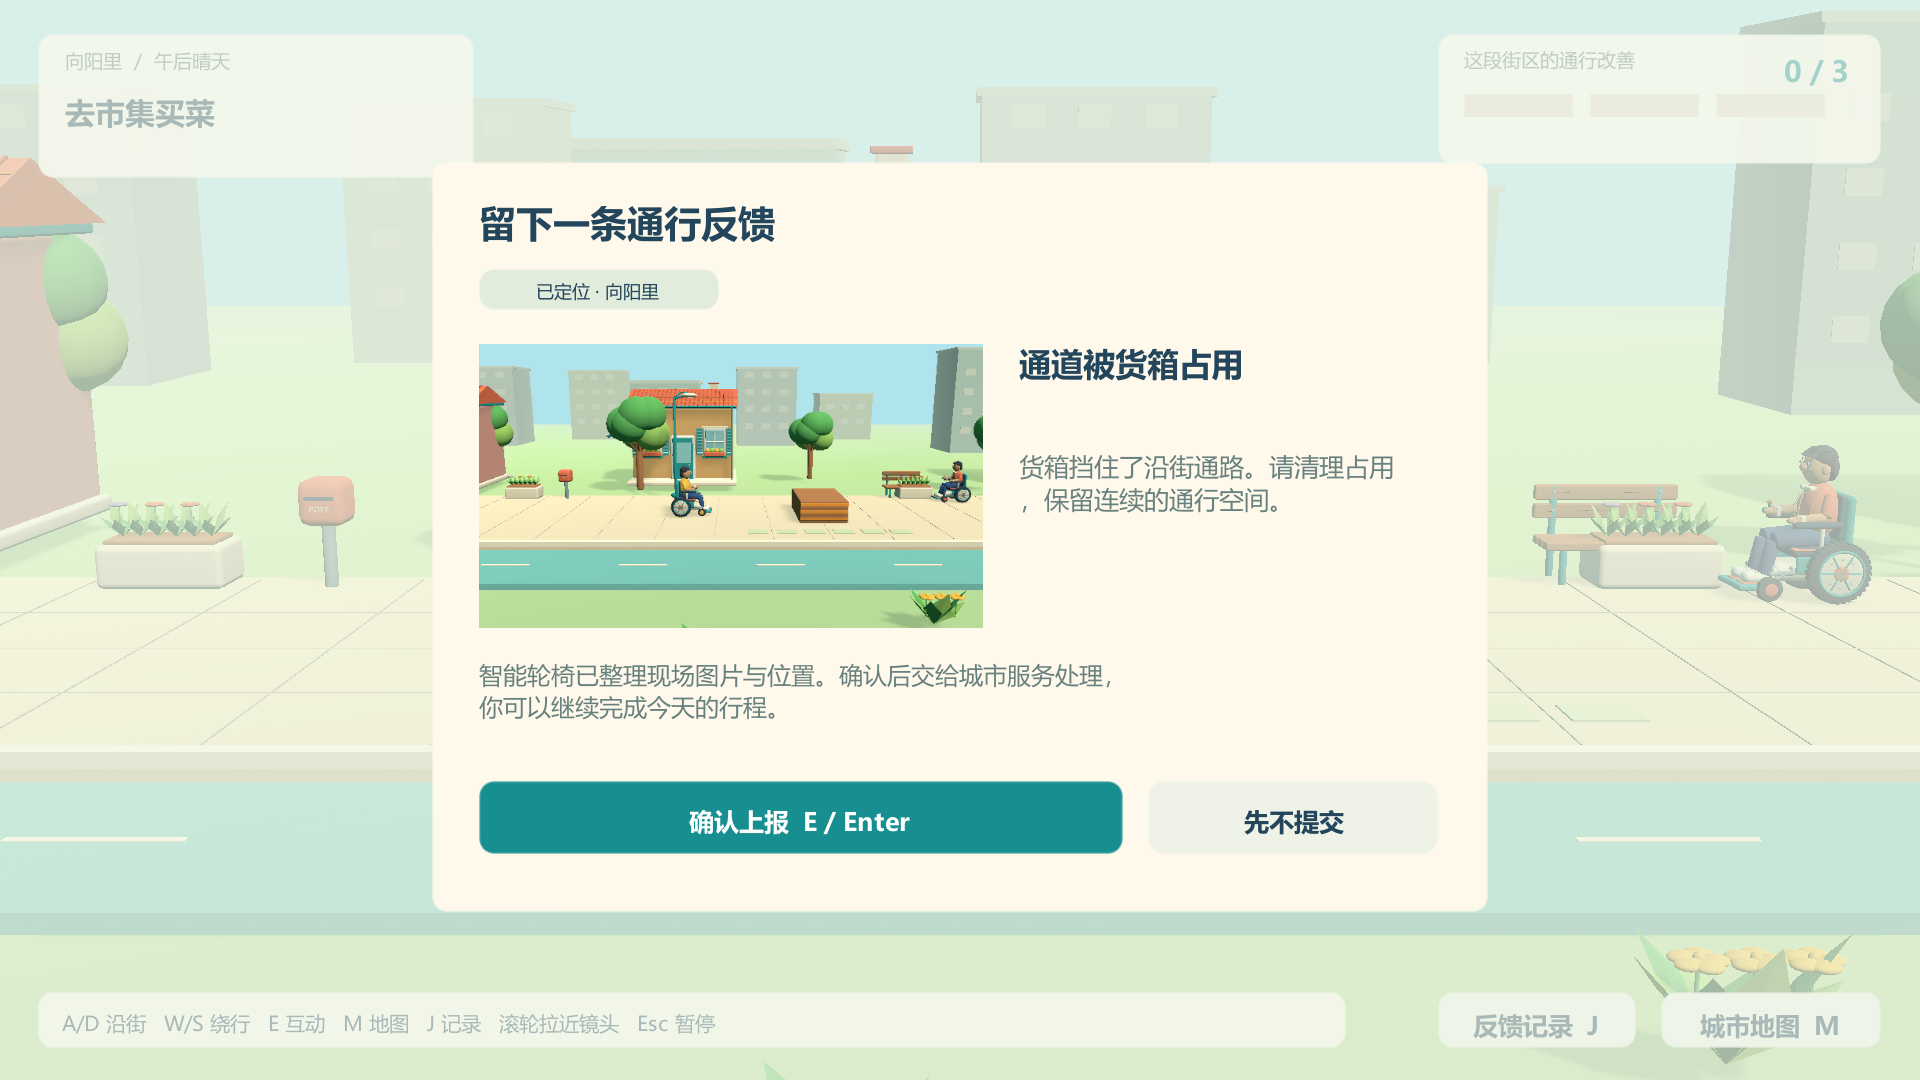 向阳里 / 午后晴天
去市集买菜
这段街区的通行改善
0 / 3
留下一条通行反馈
已定位 · 向阳里
通道被货箱占用
货箱挡住了沿街通路。请清理占用
，保留连续的通行空间。
POST
智能轮椅已整理现场图片与位置。确认后交给城市服务处理，
你可以继续完成今天的行程。
确认上报 E / Enter
先不提交
A/D 沿街 W/S 绕行 E 互动 M 地图 J 记录 滚轮拉近镜头 Esc 暂停
反馈记录 J
城市地图 M